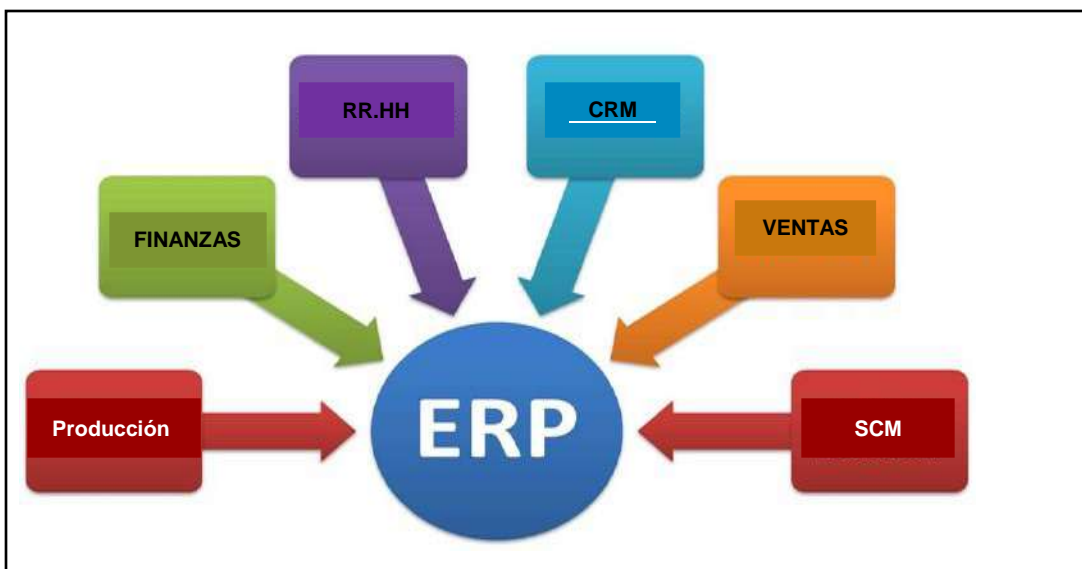 RR.HH
CRM
FINANZAS
VENTAS
ERP
Producción
SCM